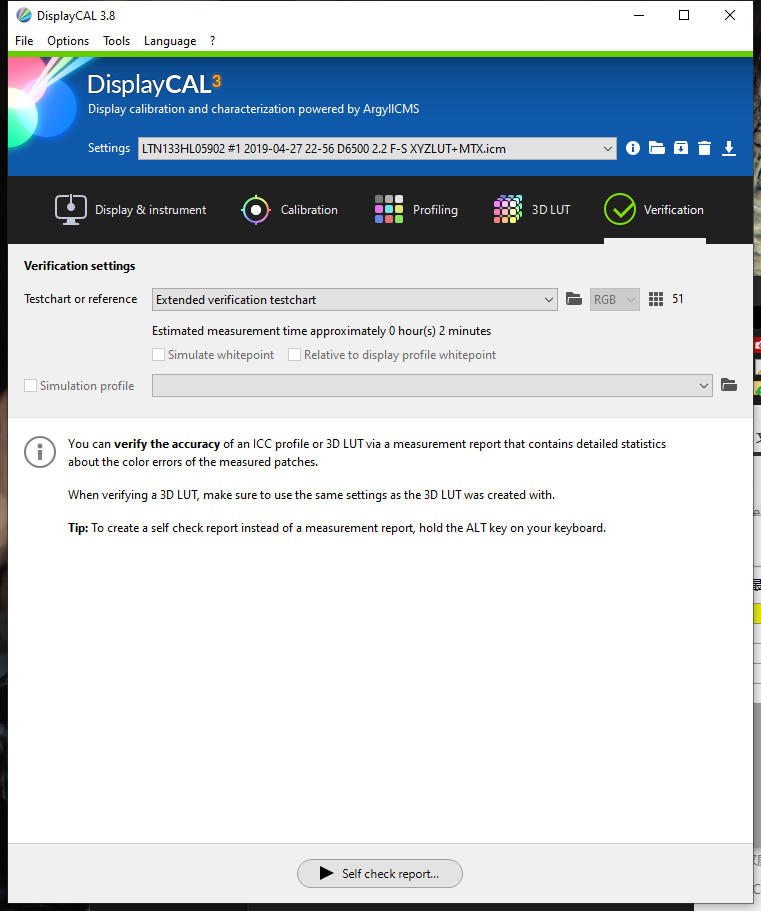 DisplayCAL 3.8
File Options Tools Language ?
DisplayCAL3
Display calibration and characterization powered by ArgyllCMS
Settings LTN133HL05902 #1 2019-04-27 22-56 D6500 2.2 F-S XYZLUT+MTX.icm
Display & instrument Calibration Profiling 3D LUT Verification
Verification settings
Testchart or reference Extended verification testchart RGB 51
Estimated measurement time approximately 0 hour(s) 2 minutes
Simulate whitepoint Relative to display profile whitepoint
Simulation profile
You can verify the accuracy of an ICC profile or 3D LUT via a measurement report that contains detailed statistics
about the color errors of the measured patches.
When verifying a 3D LUT, make sure to use the same settings as the 3D LUT was created with.
Tip: To create a self check report instead of a measurement report, hold the ALT key on your keyboard.
Self check report...